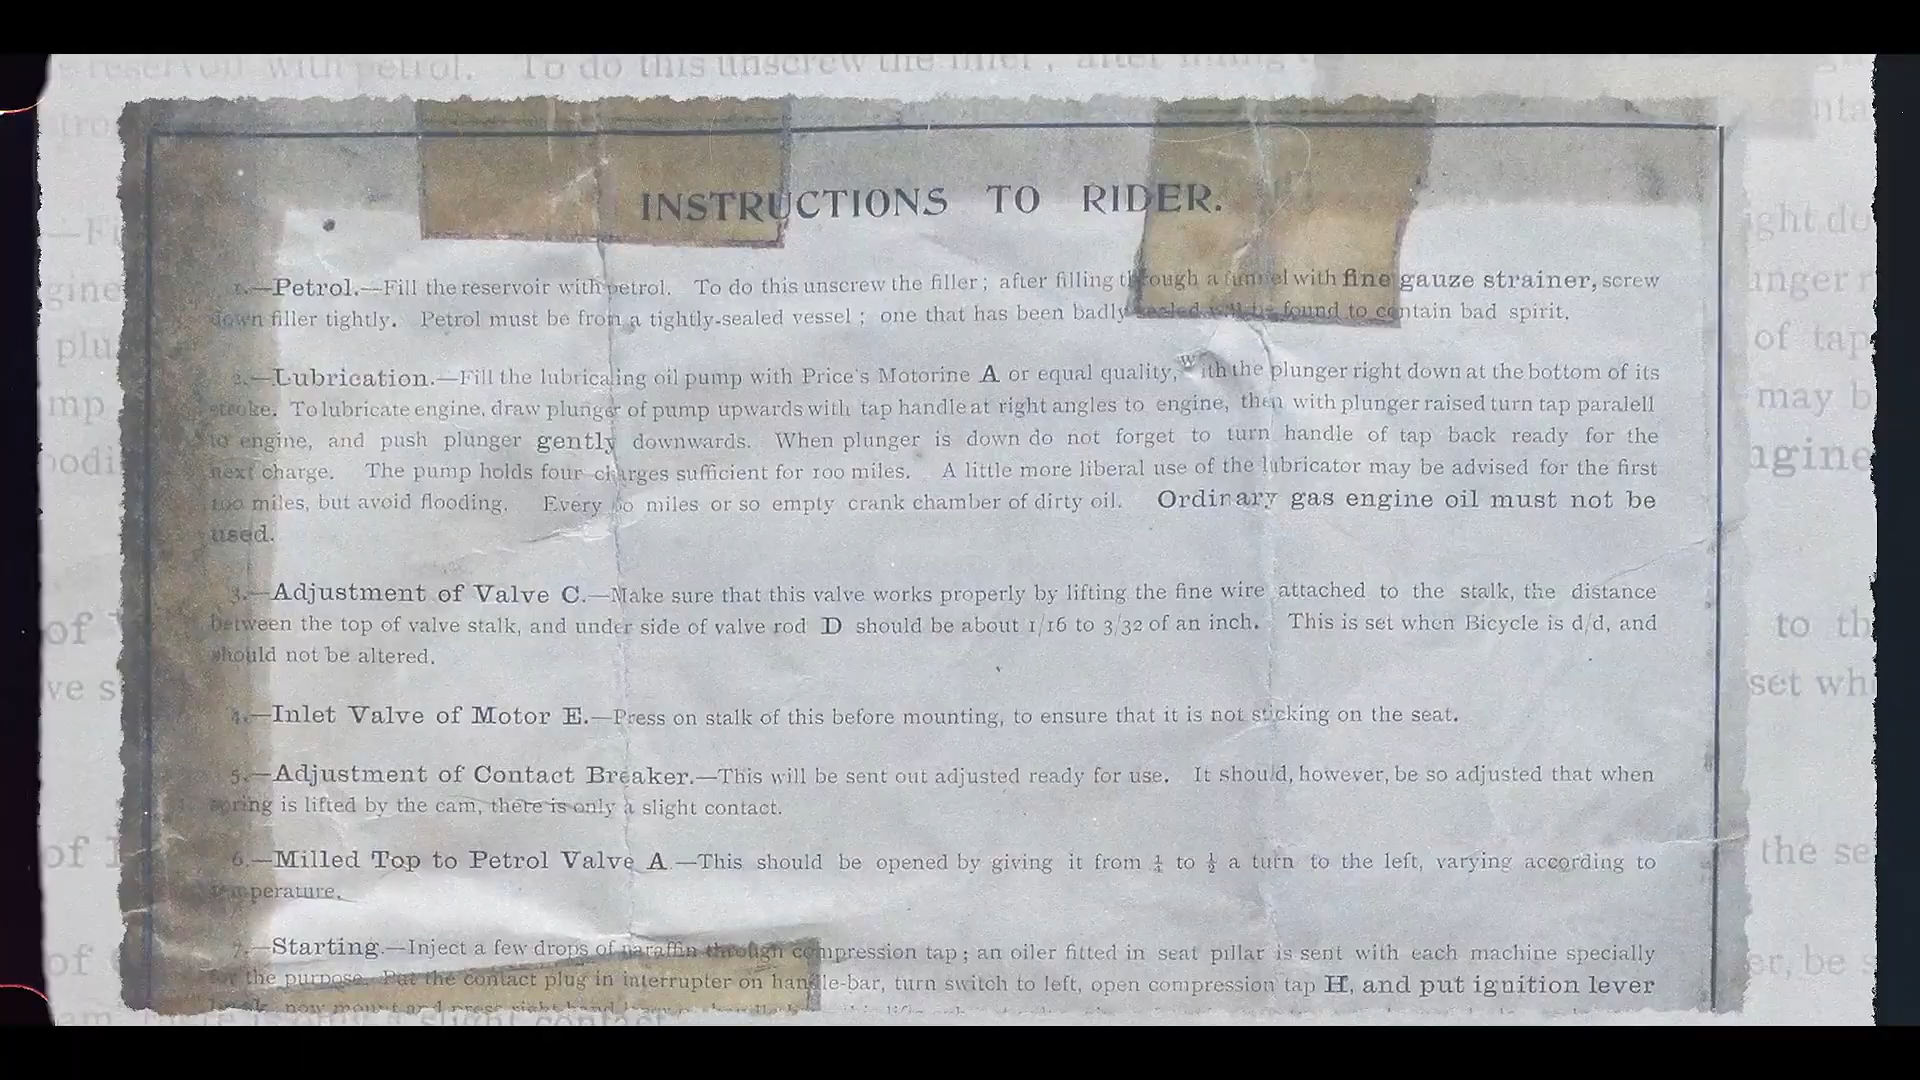 INSTRUCTIONS TO RIDER.
1.—Petrol.—Fill the reservoir with petrol. To do this unscrew the filler; after filling through a funnel with fine gauze strainer, screw
down filler tightly. Petrol must be from a tightly-sealed vessel; one that has been badly sealed will be found to contain bad spirit.
2.—Lubrication.—Fill the lubricating oil pump with Price's Motorine A or equal quality, with the plunger right down at the bottom of its
stroke. To lubricate engine, draw plunger of pump upwards with tap handle at right angles to engine, then with plunger raised turn tap paralell
to engine, and push plunger gently downwards. When plunger is down do not forget to turn handle of tap back ready for the
next charge. The pump holds four charges sufficient for 100 miles. A little more liberal use of the lubricator may be advised for the first
100 miles, but avoid flooding. Every miles or so empty crank chamber of dirty oil. Ordinary gas engine oil must not be
used.
3.—Adjustment of Valve C.—Make sure that this valve works properly by lifting the fine wire attached to the stalk, the distance
between the top of valve stalk, and under side of valve rod D should be about 1/16 to 3/32 of an inch. This is set when Bicycle is d/d, and
should not be altered.
4.—Inlet Valve of Motor E.—Press on stalk of this before mounting, to ensure that it is not sticking on the seat.
5.—Adjustment of Contact Breaker.—This will be sent out adjusted ready for use. It should, however, be so adjusted that when
spring is lifted by the cam, there is only a slight contact.
6.—Milled Top to Petrol Valve A.—This should be opened by giving it from ¼ to ½ a turn to the left, varying according to
temperature.
7.—Starting.—Inject a few drops of paraffin through compression tap; an oiler fitted in seat pillar is sent with each machine specially
for the purpose. Put the contact plug in interrupter on handle-bar, turn switch to left, open compression tap H, and put ignition lever
now mount and press right hand